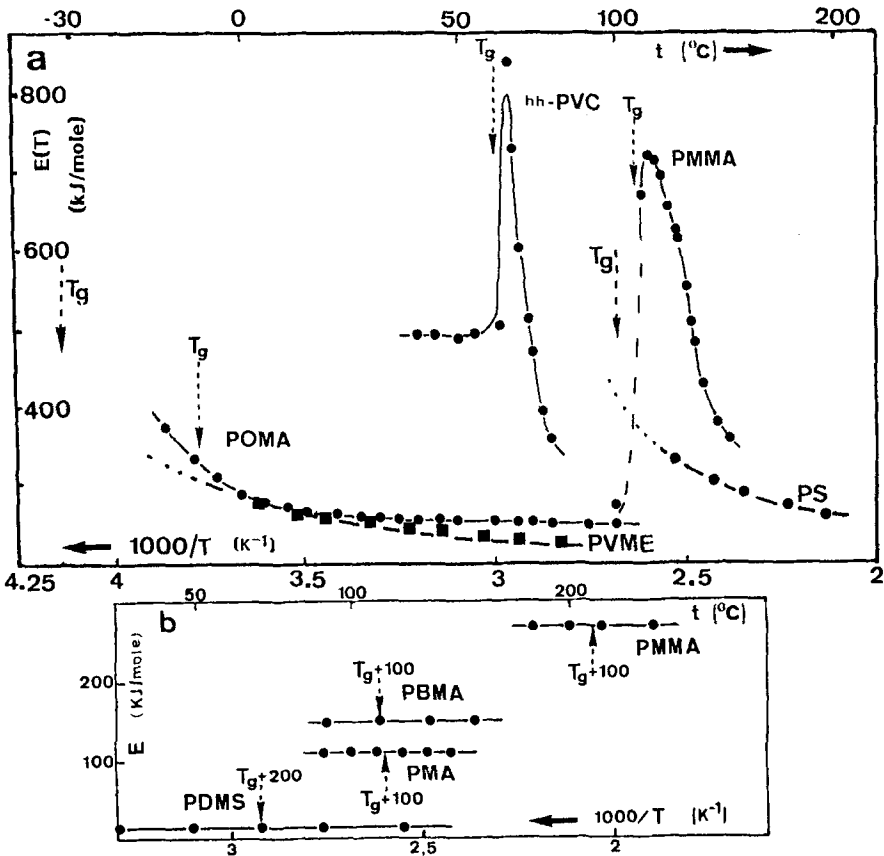 -30 0 50 100 200
a t (°C)
Tg
hh-PVC
Tg
800
PMMA
E(T)
(kJ/mole)
600
Tg
Tg
Tg
400
POMA
PS
1000/T (K⁻¹)
PVME
4.25 4 3.5 3 2.5 2
50 100 200
b t (°C)
PMMA
Tg+100
E (KJ/mole)
200
Tg+100
PBMA
100
PMA
Tg+200
PDMS
Tg+100
1000/T (K⁻¹)
0
3 2,5 2